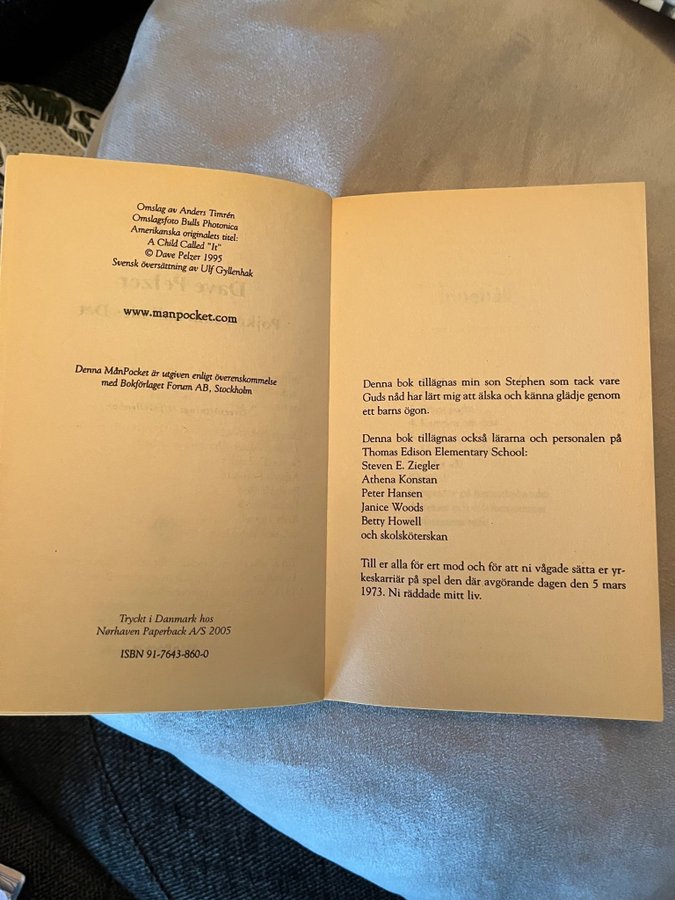 Omslag av Anders Timrén
Omslagsfoto Bulls Photonica
Amerikanska originalets titel:
A Child Called "It"
© Dave Pelzer 1995
Svensk översättning av Ulf Gyllenhak
www.manpocket.com
Denna MånPocket är utgiven enligt överenskommelse
med Bokförlaget Forum AB, Stockholm
Tryckt i Danmark hos
Nørhaven Paperback A/S 2005
ISBN 91-7643-860-0
Denna bok tillägnas min son Stephen som tack vare
Guds nåd har lärt mig att älska och känna glädje genom
ett barns ögon.
Denna bok tillägnas också lärarna och personalen på
Thomas Edison Elementary School:
Steven E. Ziegler
Athena Konstan
Peter Hansen
Janice Woods
Betty Howell
och skolsköterskan
Till er alla för ert mod och för att ni vågade sätta er yr-
keskarriär på spel den där avgörande dagen den 5 mars
1973. Ni räddade mitt liv.